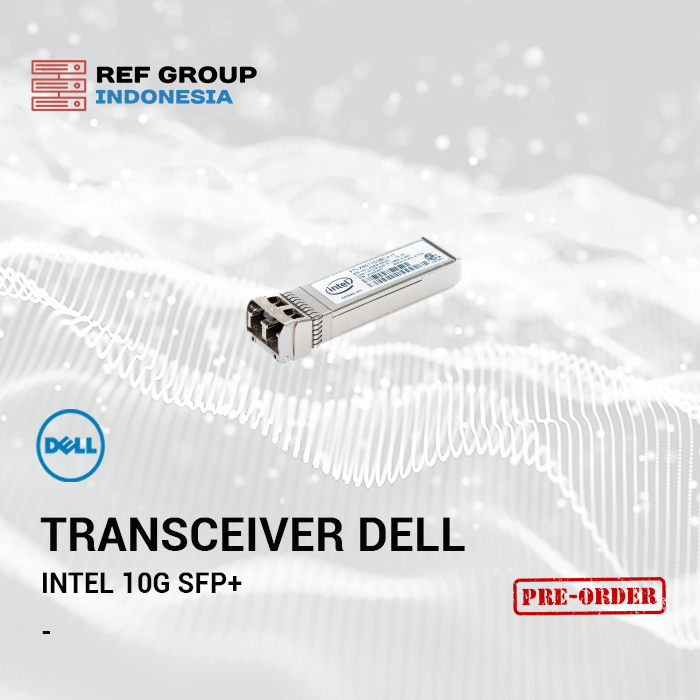 REF GROUP
INDONESIA
intel
DELL
TRANSCEIVER DELL
INTEL 10G SFP+
-
PRE-ORDER